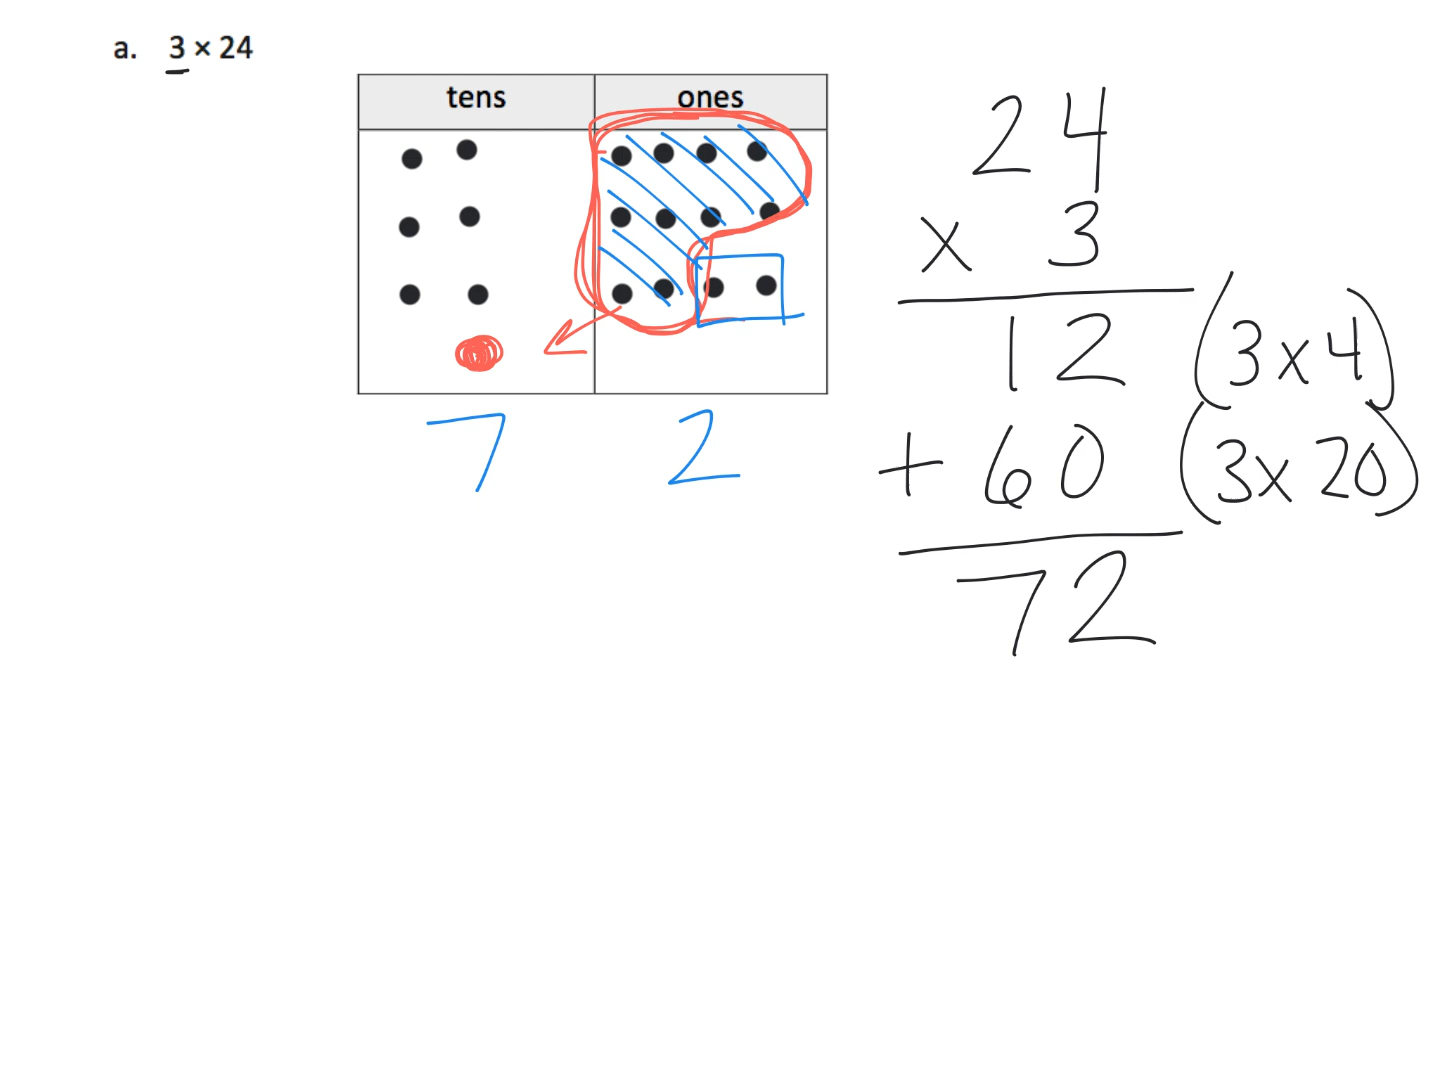 a. 3 × 24
tens ones
7 2
24
x 3
12 (3x4)
+ 60 (3x20)
72